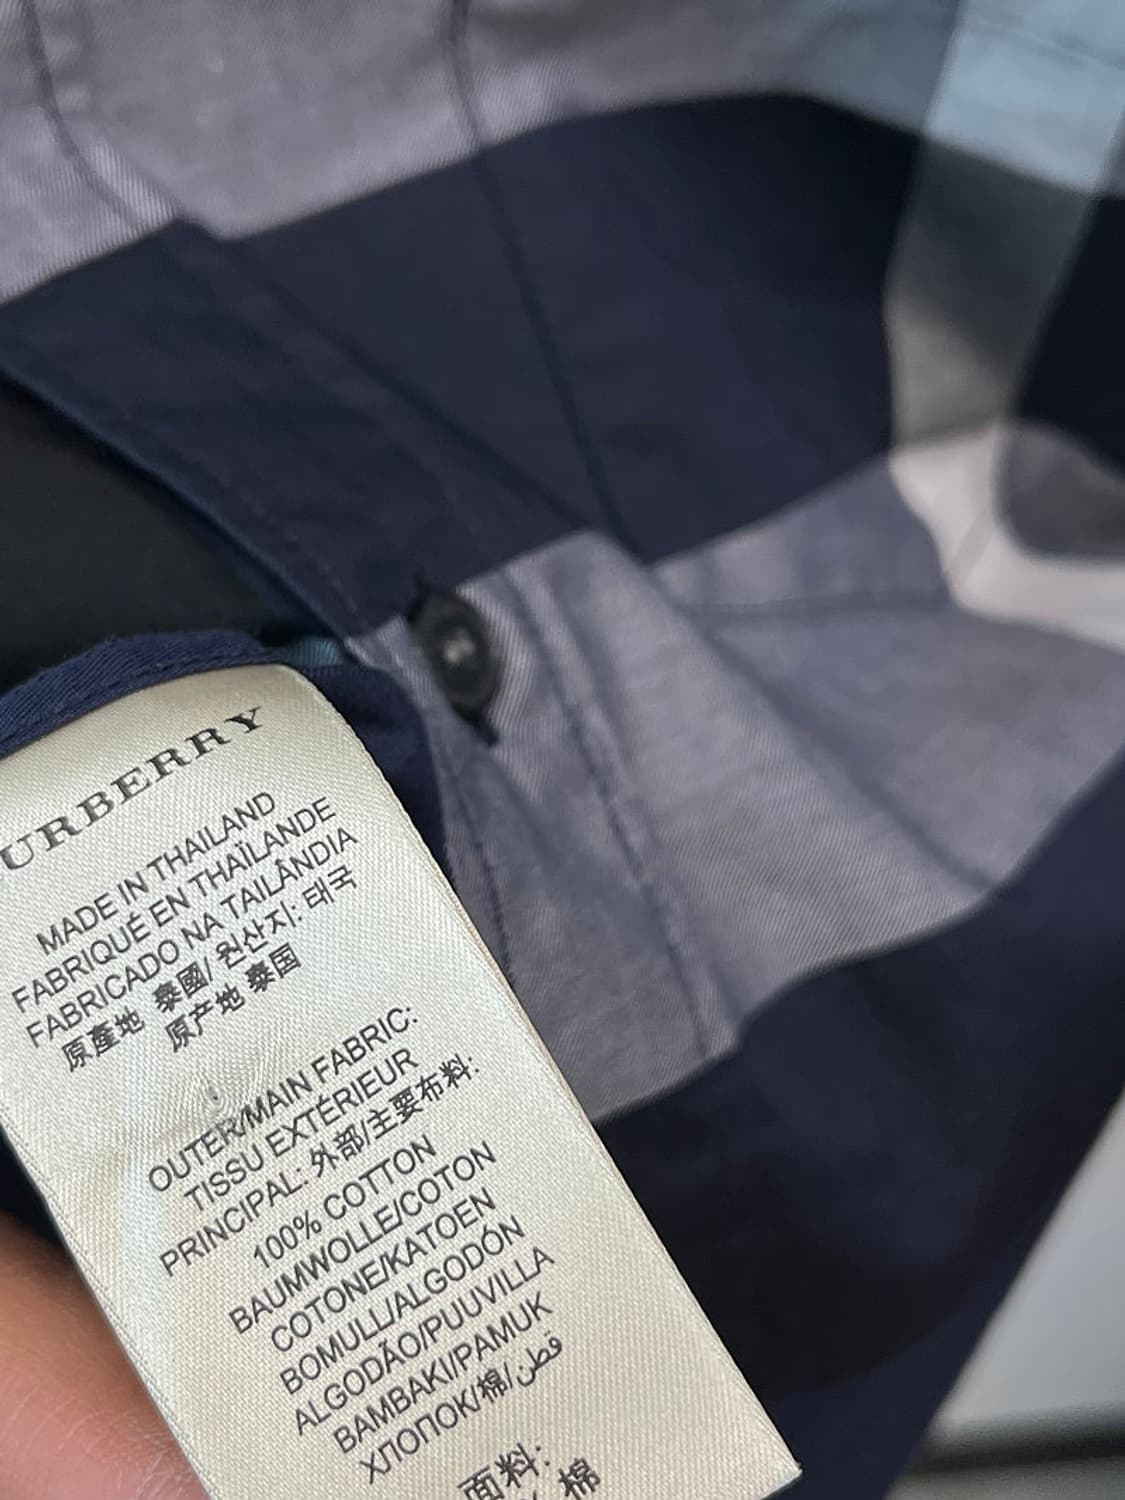 URBERRY
MADE IN THAILAND
FABRIQUÉ EN THAÏLANDE
FABRICADO NA TAILÂNDIA
原產地 泰國/ 원산지: 태국
原产地 泰国
OUTER/MAIN FABRIC:
TISSU EXTÉRIEUR
PRINCIPAL: 外部/主要布料:
100% COTTON
BAUMWOLLE/COTON
COTONE/KATOEN
BOMULL/ALGODÓN
ALGODÃO/PUUVILLA
BAMBAKI/PAMUK
ХЛОПОК/棉/قطن
面料:
棉